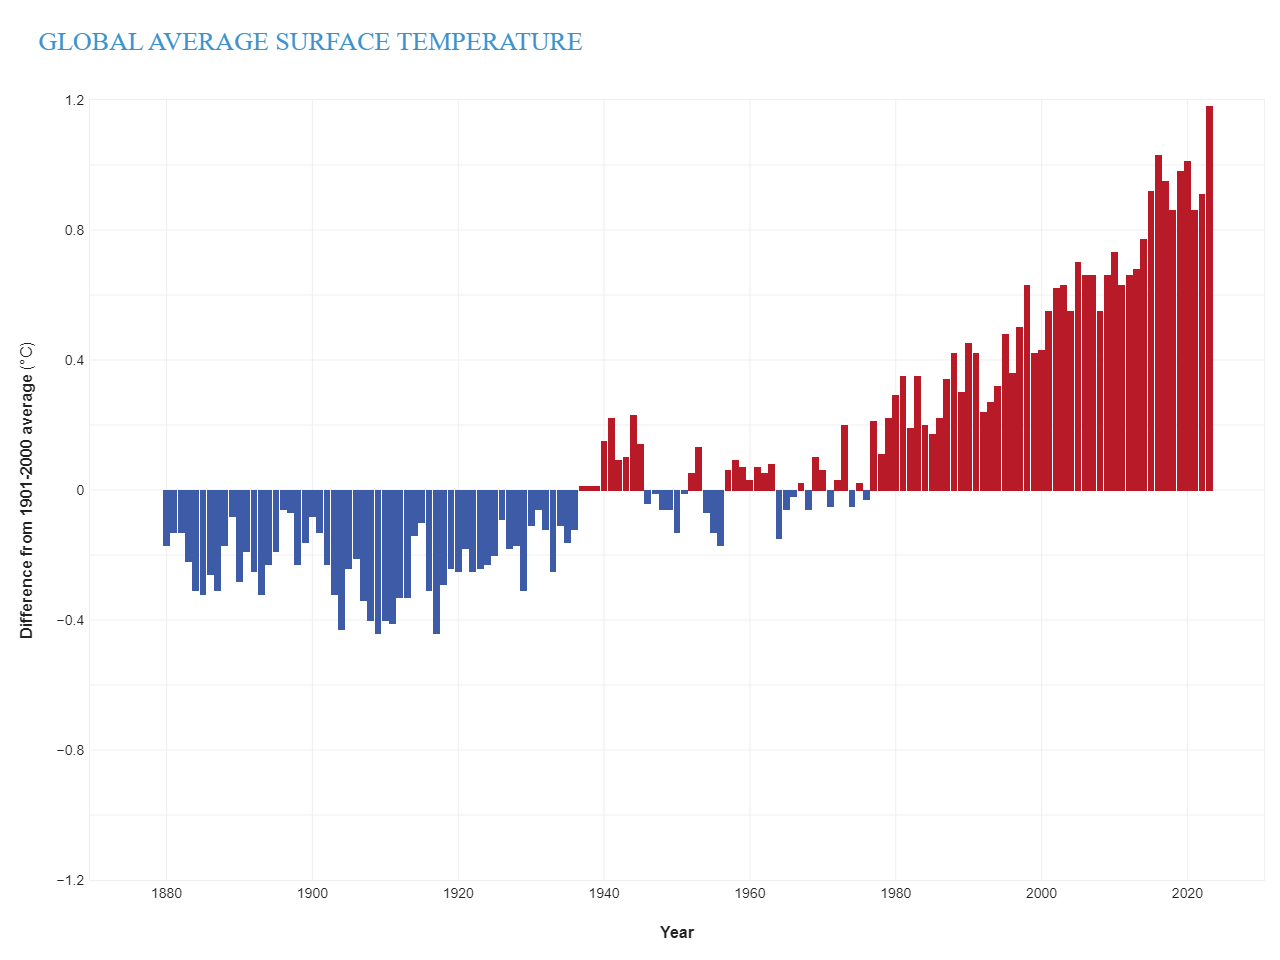 GLOBAL AVERAGE SURFACE TEMPERATURE
1.2
0.8
0.4
0
−0.4
−0.8
−1.2
Difference from 1901-2000 average (°C)
1880 1900 1920 1940 1960 1980 2000 2020
Year